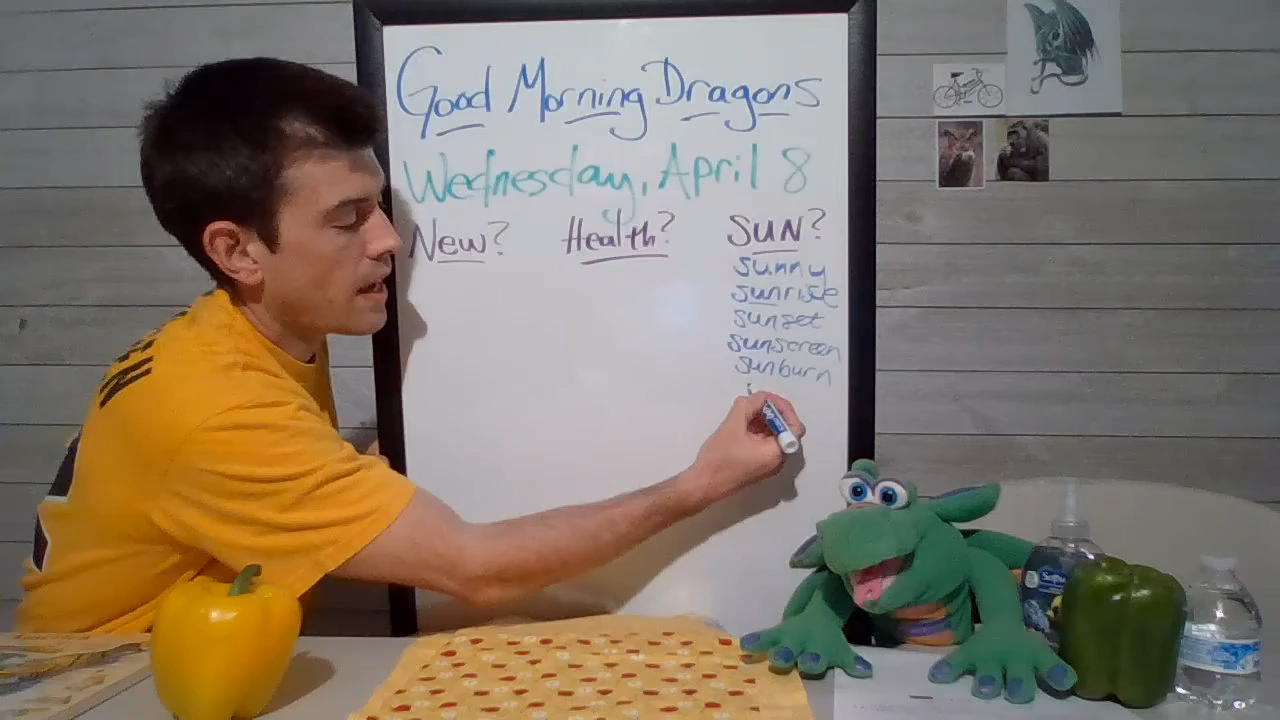 Good Morning Dragons
Wednesday, April 8
New? Health? SUN?
sunny
sunrise
sunset
sunscreen
sunburn